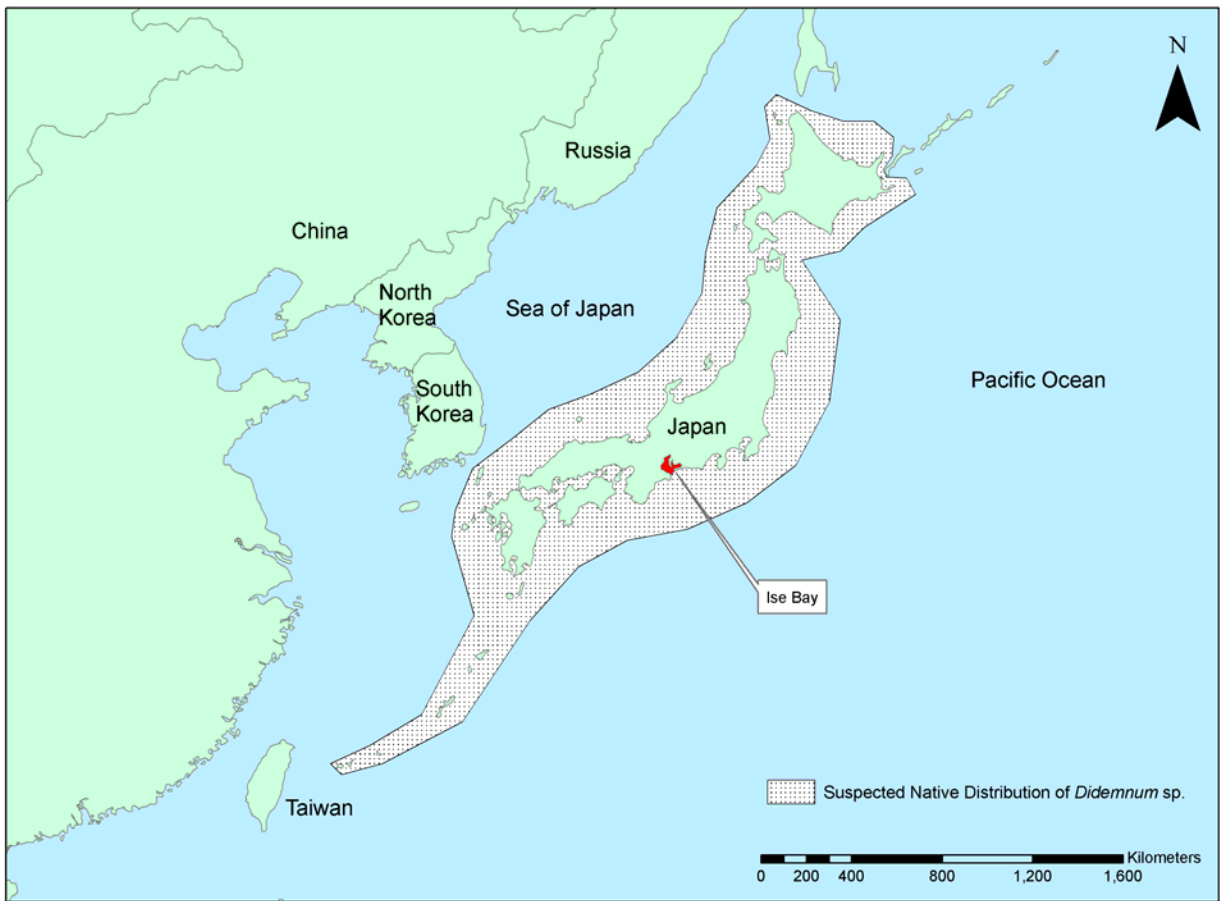 N
Russia
China
North
Korea
Sea of Japan
South
Korea
Pacific Ocean
Japan
Ise Bay
Suspected Native Distribution of Didemnum sp.
Taiwan
Kilometers
0 200 400 800 1,200 1,600